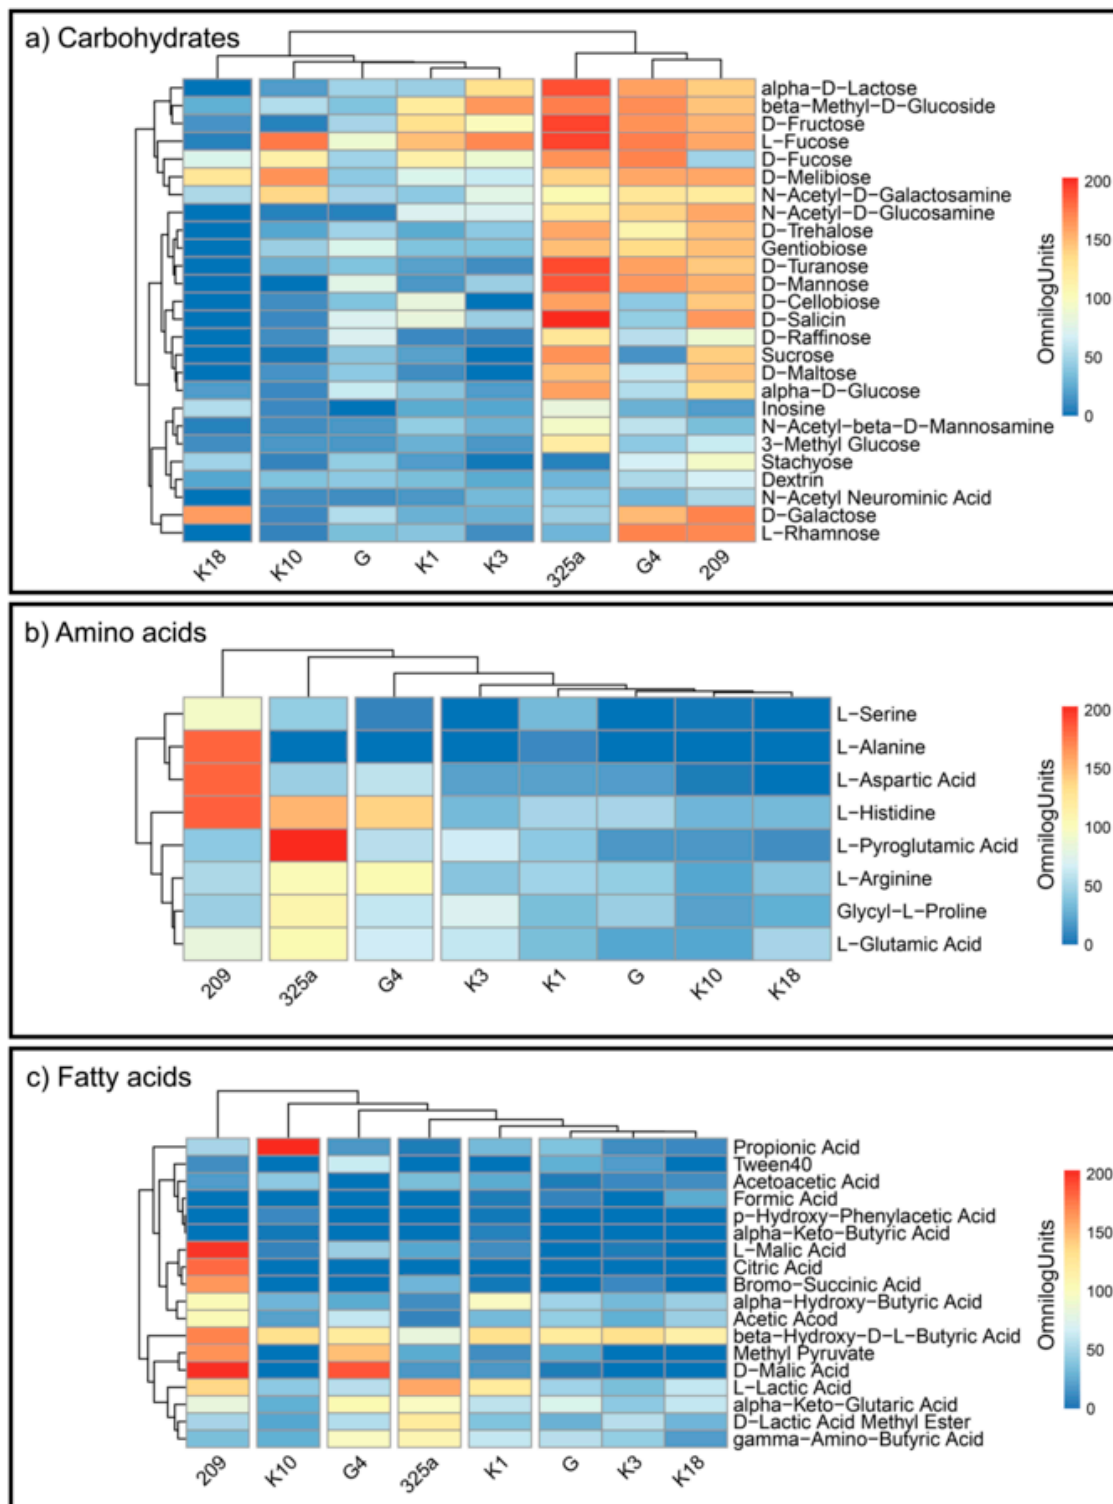 a) Carbohydrates
alpha-D-Lactose
beta-Methyl-D-Glucoside
D-Fructose
L-Fucose
D-Fucose
D-Melibiose
N-Acetyl-D-Galactosamine
N-Acetyl-D-Glucosamine
D-Trehalose
Gentiobiose
D-Turanose
D-Mannose
D-Cellobiose
D-Salicin
D-Raffinose
Sucrose
D-Maltose
alpha-D-Glucose
Inosine
N-Acetyl-beta-D-Mannosamine
3-Methyl Glucose
Stachyose
Dextrin
N-Acetyl Neurominic Acid
D-Galactose
L-Rhamnose
K18 K10 G K1 K3 325a G4 209
OmnilogUnits
200
150
100
50
0
b) Amino acids
L-Serine
L-Alanine
L-Aspartic Acid
L-Histidine
L-Pyroglutamic Acid
L-Arginine
Glycyl-L-Proline
L-Glutamic Acid
209 325a G4 K3 K1 G K10 K18
OmnilogUnits
200
150
100
50
0
c) Fatty acids
Propionic Acid
Tween40
Acetoacetic Acid
Formic Acid
p-Hydroxy-Phenylacetic Acid
alpha-Keto-Butyric Acid
L-Malic Acid
Citric Acid
Bromo-Succinic Acid
alpha-Hydroxy-Butyric Acid
Acetic Acod
beta-Hydroxy-D-L-Butyric Acid
Methyl Pyruvate
D-Malic Acid
L-Lactic Acid
alpha-Keto-Glutaric Acid
D-Lactic Acid Methyl Ester
gamma-Amino-Butyric Acid
209 K10 G4 325a K1 G K3 K18
OmnilogUnits
200
150
100
50
0